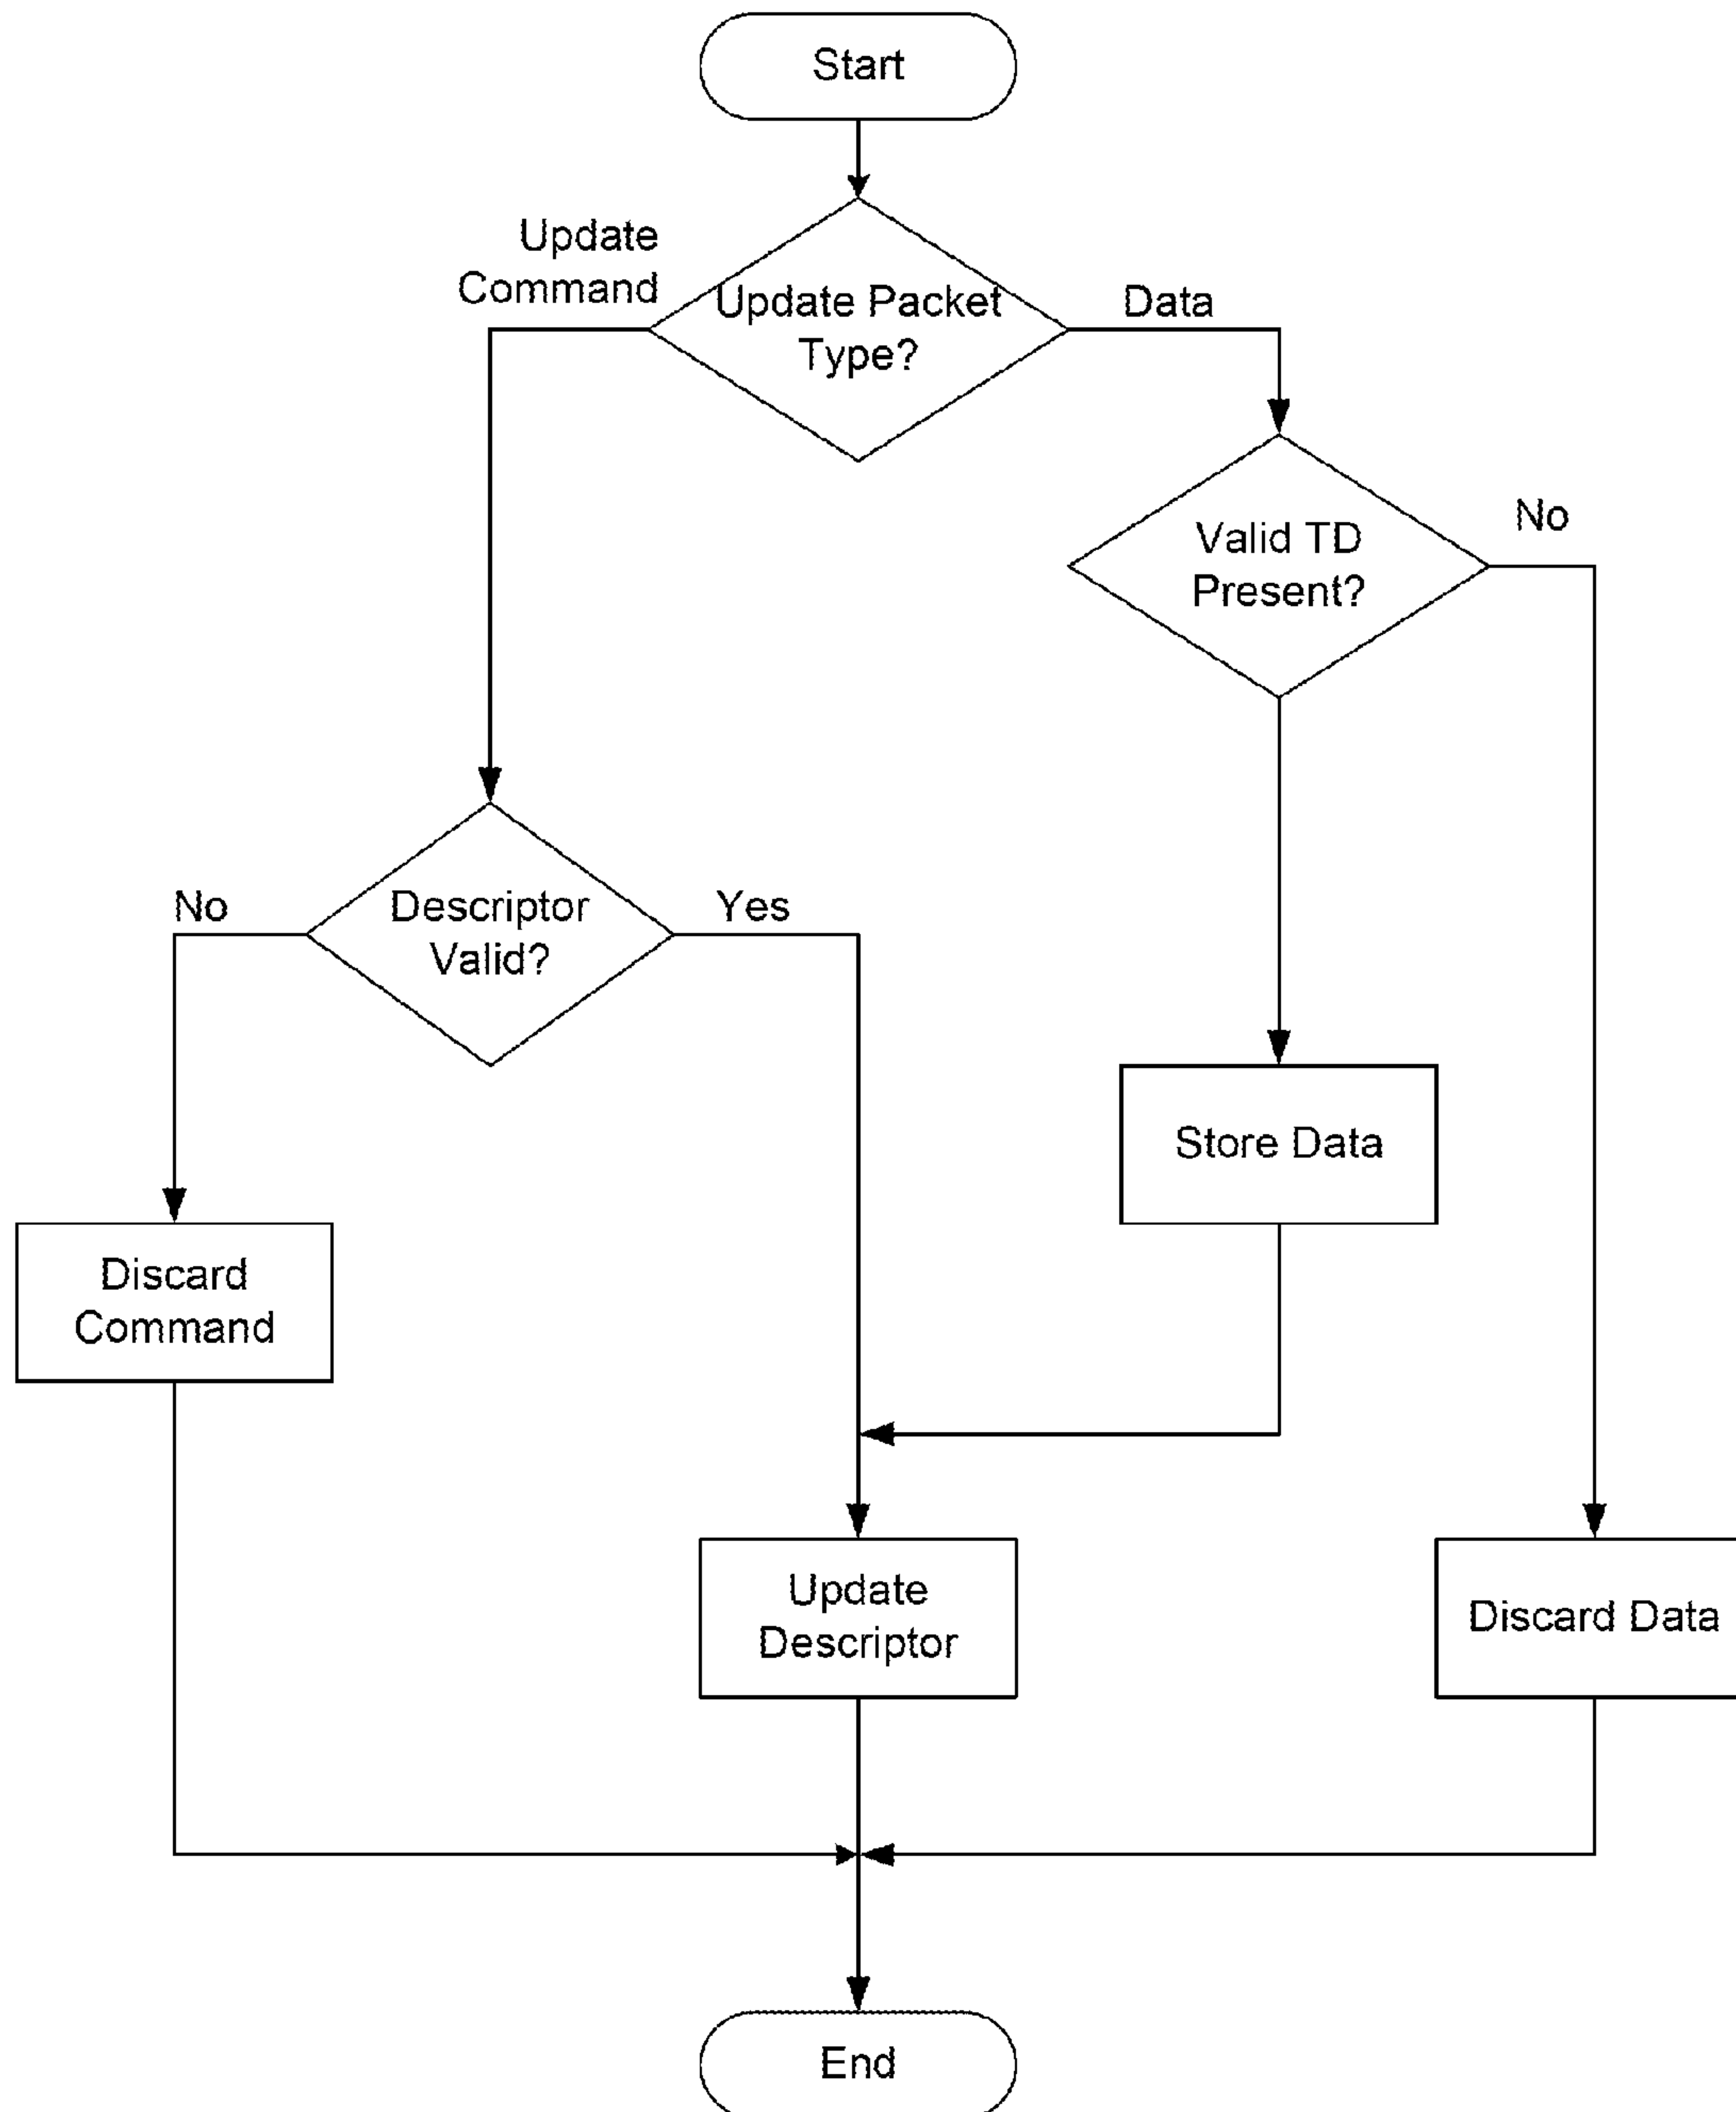 Start
Update
Command
Update Packet
Type?
Data
Valid TD
Present?
No
No
Descriptor
Valid?
Yes
Store Data
Discard
Command
Update
Descriptor
Discard Data
End